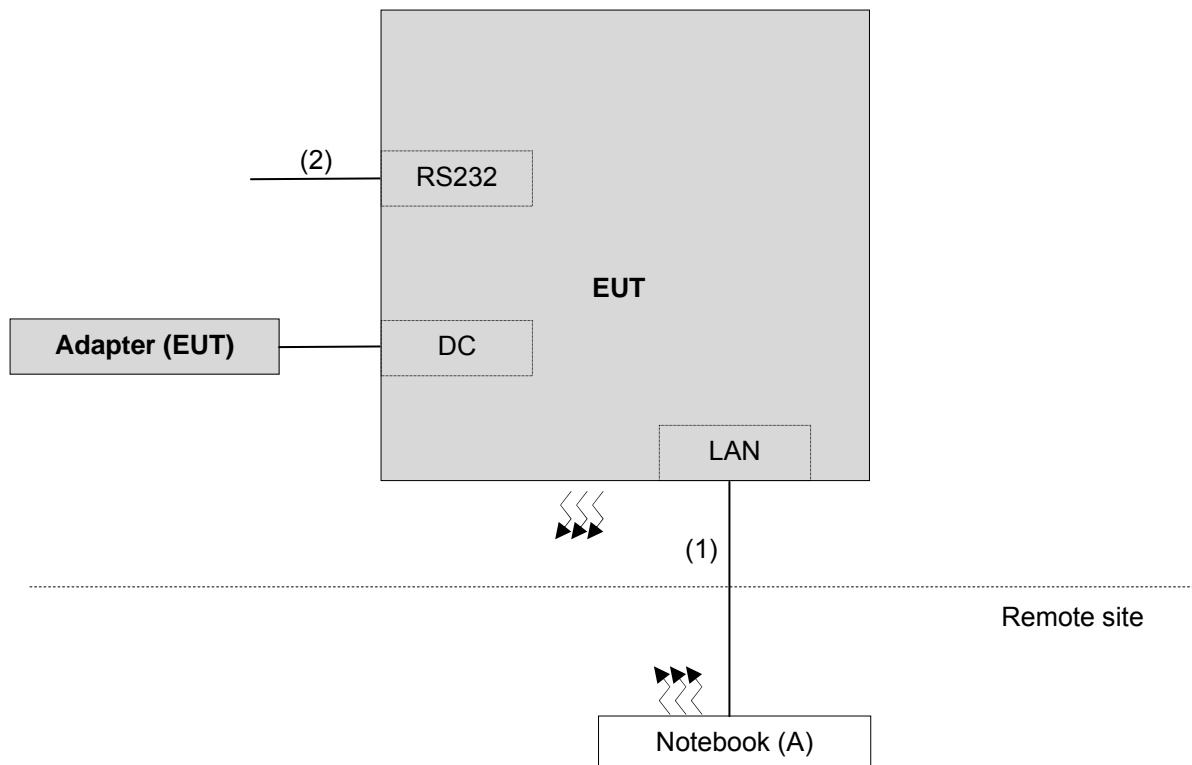 (2)
RS232
EUT
Adapter (EUT)
DC
LAN
(1)
Remote site
Notebook (A)